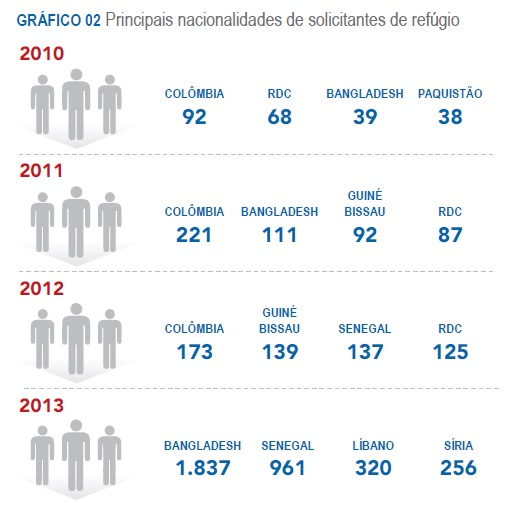 GRÁFICO 02 Principais nacionalidades de solicitantes de refúgio
2010
COLÔMBIA RDC BANGLADESH PAQUISTÃO
92 68 39 38
2011
COLÔMBIA BANGLADESH GUINÉ BISSAU RDC
221 111 92 87
2012
COLÔMBIA GUINÉ BISSAU SENEGAL RDC
173 139 137 125
2013
BANGLADESH SENEGAL LÍBANO SÍRIA
1.837 961 320 256